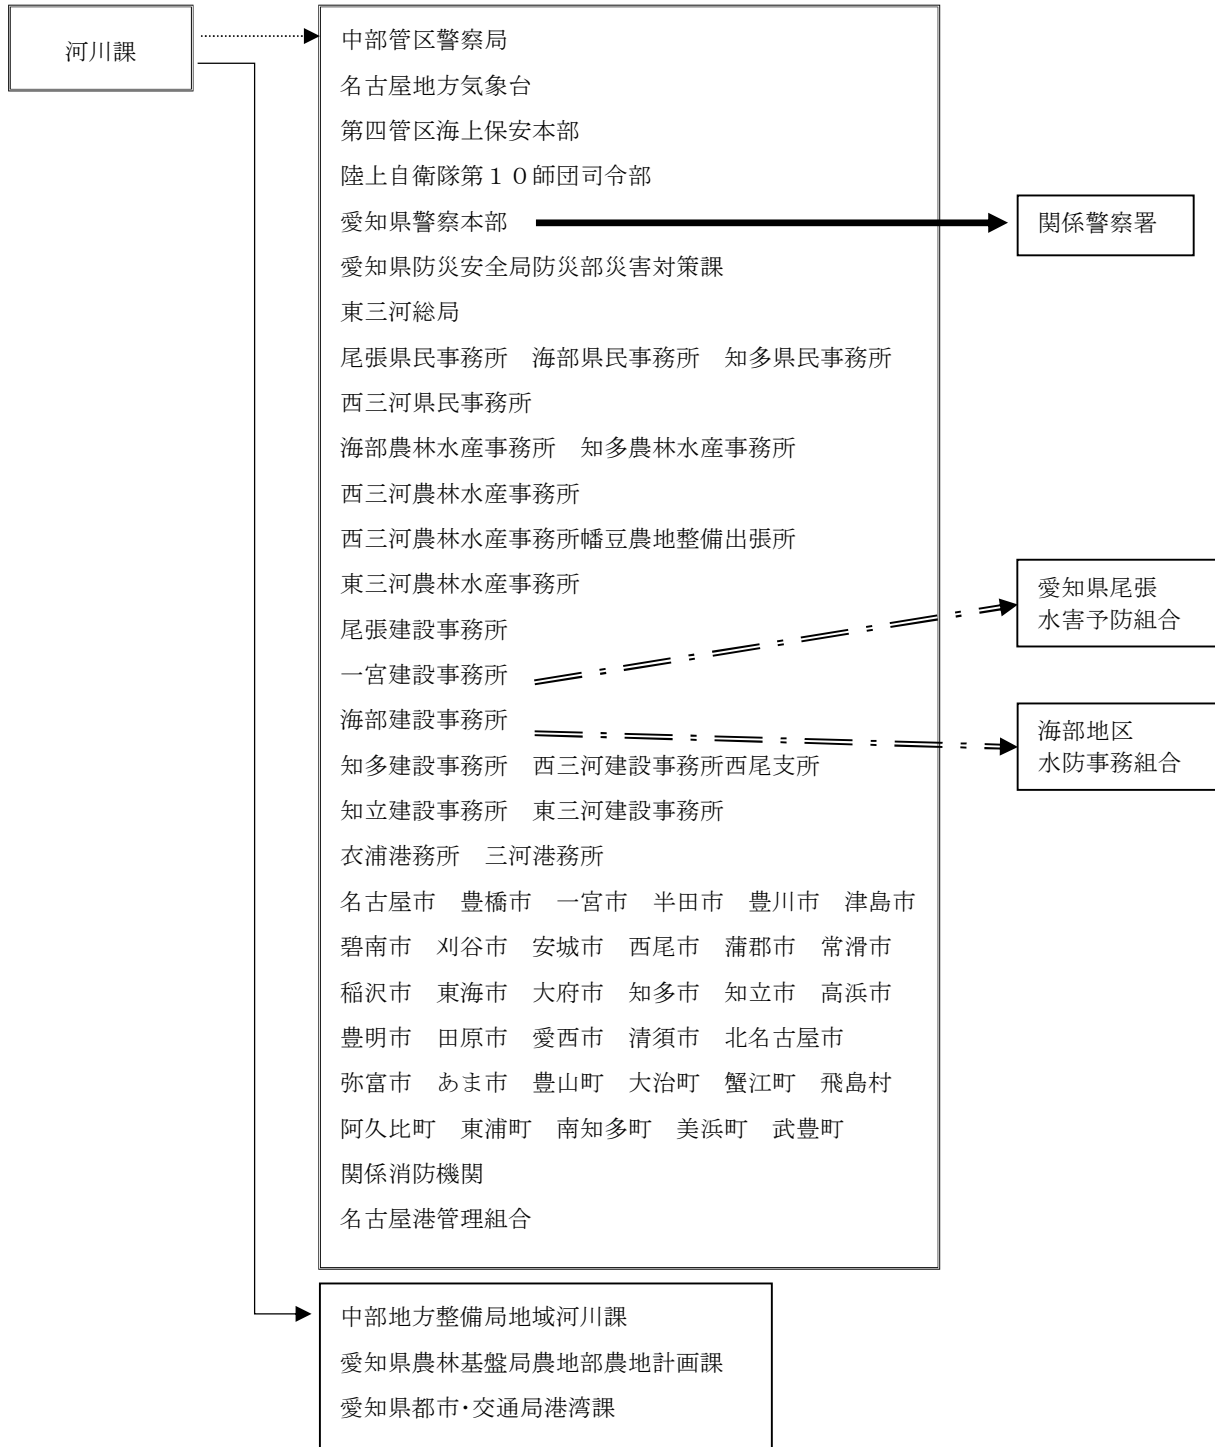 河川課
中部管区警察局
名古屋地方気象台
第四管区海上保安本部
陸上自衛隊第１０師団司令部
愛知県警察本部
関係警察署
愛知県防災安全局防災部災害対策課
東三河総局
尾張県民事務所　海部県民事務所　知多県民事務所
西三河県民事務所
海部農林水産事務所　知多農林水産事務所
西三河農林水産事務所
西三河農林水産事務所幡豆農地整備出張所
東三河農林水産事務所
尾張建設事務所
一宮建設事務所
愛知県尾張
水害予防組合
海部建設事務所
海部地区
水防事務組合
知多建設事務所　西三河建設事務所西尾支所
知立建設事務所　東三河建設事務所
衣浦港務所　三河港務所
名古屋市　豊橋市　一宮市　半田市　豊川市　津島市
碧南市　刈谷市　安城市　西尾市　蒲郡市　常滑市
稲沢市　東海市　大府市　知多市　知立市　高浜市
豊明市　田原市　愛西市　清須市　北名古屋市
弥富市　あま市　豊山町　大治町　蟹江町　飛島村
阿久比町　東浦町　南知多町　美浜町　武豊町
関係消防機関
名古屋港管理組合
中部地方整備局地域河川課
愛知県農林基盤局農地部農地計画課
愛知県都市・交通局港湾課